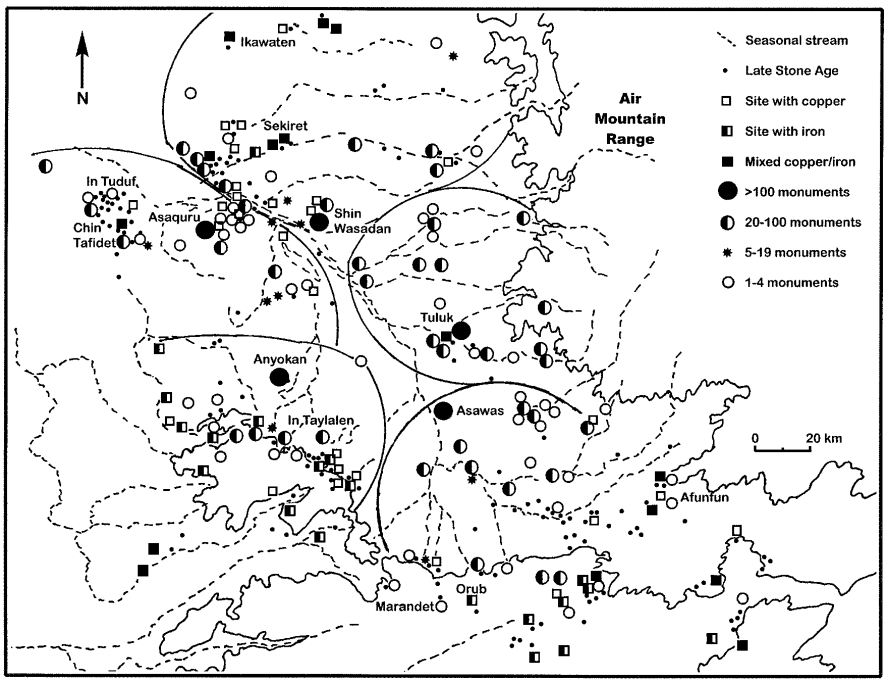 Ikawaten
Seasonal stream
Late Stone Age
Site with copper
Site with iron
Mixed copper/iron
>100 monuments
20-100 monuments
5-19 monuments
1-4 monuments
Air
Mountain
Range
N
Sekiret
In Tuduf
Chin
Tafidet
Asaquru
Shin
Wasadan
Tuluk
Anyokan
Asawas
In Taylalen
20 km
Afunfun
Orub
Marandet
0